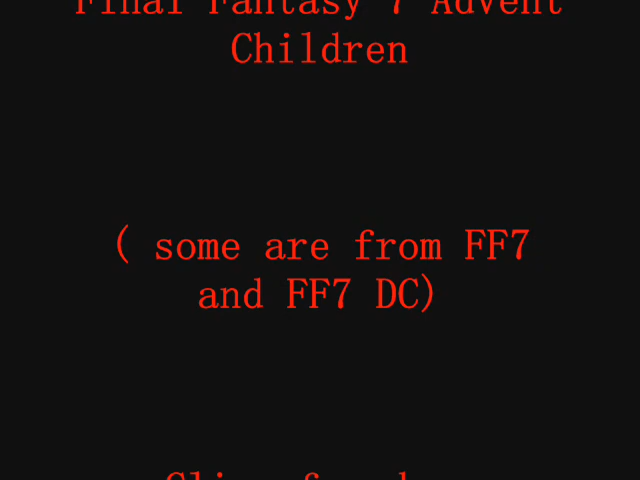 Final Fantasy 7 Advent
Children
( some are from FF7
and FF7 DC)